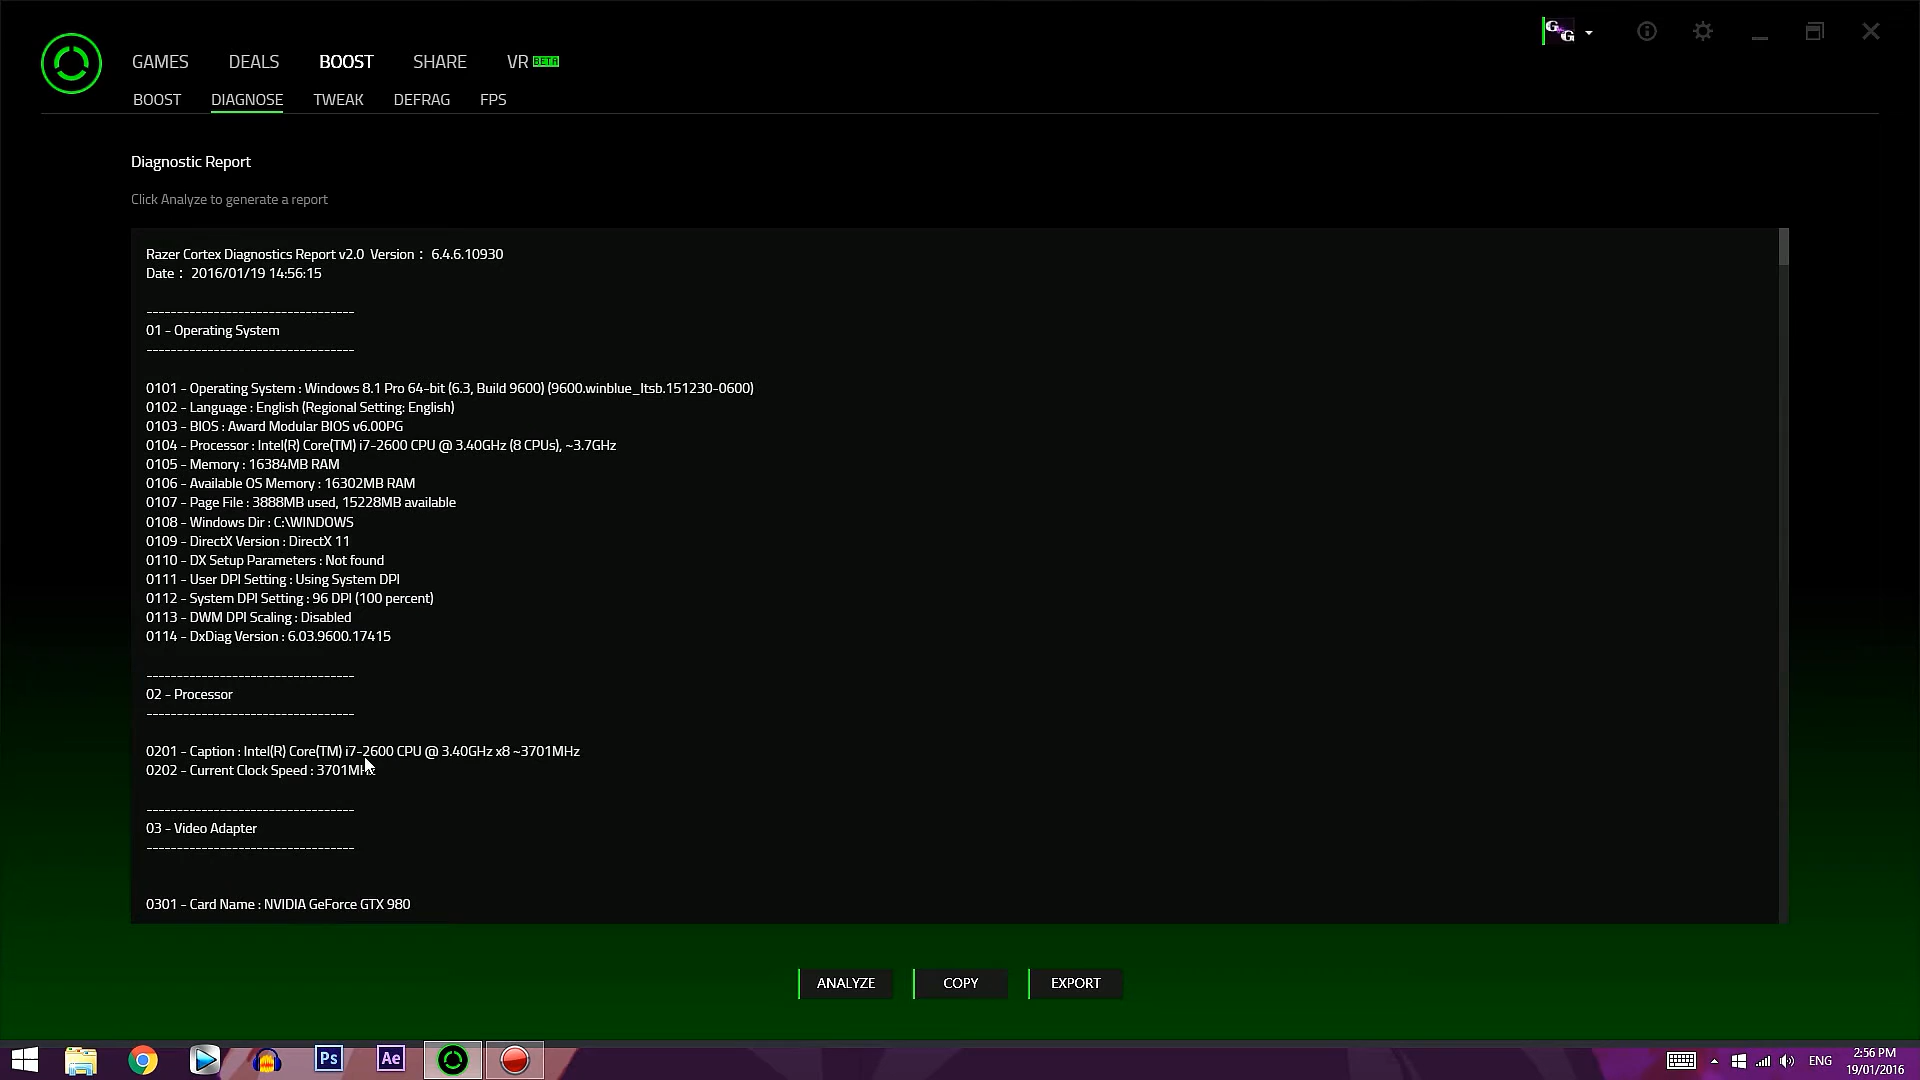 GAMES DEALS BOOST SHARE VR BETA
BOOST DIAGNOSE TWEAK DEFRAG FPS
Diagnostic Report
Click Analyze to generate a report
Razer Cortex Diagnostics Report v2.0 Version : 6.4.6.10930
Date : 2016/01/19 14:56:15
----------------------------------
01 - Operating System
----------------------------------
0101 - Operating System : Windows 8.1 Pro 64-bit (6.3, Build 9600) (9600.winblue_ltsb.151230-0600)
0102 - Language : English (Regional Setting: English)
0103 - BIOS : Award Modular BIOS v6.00PG
0104 - Processor : Intel(R) Core(TM) i7-2600 CPU @ 3.40GHz (8 CPUs), ~3.7GHz
0105 - Memory : 16384MB RAM
0106 - Available OS Memory : 16302MB RAM
0107 - Page File : 3888MB used, 15228MB available
0108 - Windows Dir : C:\WINDOWS
0109 - DirectX Version : DirectX 11
0110 - DX Setup Parameters : Not found
0111 - User DPI Setting : Using System DPI
0112 - System DPI Setting : 96 DPI (100 percent)
0113 - DWM DPI Scaling : Disabled
0114 - DxDiag Version : 6.03.9600.17415
----------------------------------
02 - Processor
----------------------------------
0201 - Caption : Intel(R) Core(TM) i7-2600 CPU @ 3.40GHz x8 ~3701MHz
0202 - Current Clock Speed : 3701MHz
----------------------------------
03 - Video Adapter
----------------------------------
0301 - Card Name : NVIDIA GeForce GTX 980
ANALYZE COPY EXPORT
Ps Ae ENG
2:56 PM
19/01/2016